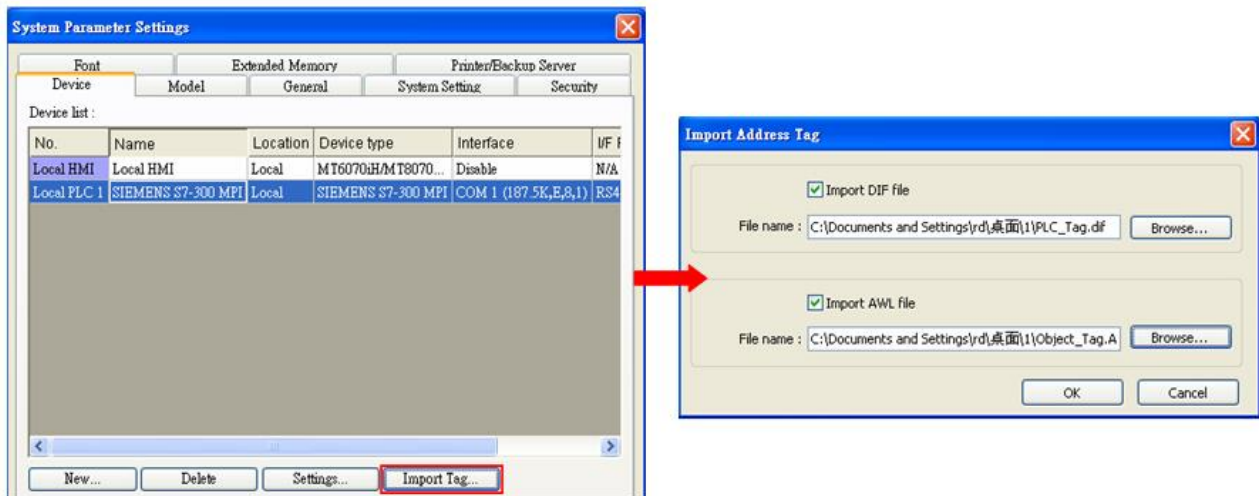 System Parameter Settings
Font Extended Memory Printer/Backup Server
Device Model General System Setting Security
Device list :
No. Name Location Device type Interface I/F
Local HMI Local HMI Local MT6070iH/MT8070... Disable N/A
Local PLC 1 SIEMENS S7-300 MPI Local SIEMENS S7-300 MPI COM 1 (187.5K,E,8,1) RS4
New... Delete Settings... Import Tag...
Import Address Tag
Import DIF file
File name : C:\Documents and Settings\rd\桌面\1\PLC_Tag.dif Browse...
Import AWL file
File name : C:\Documents and Settings\rd\桌面\1\Object_Tag.A Browse...
OK Cancel